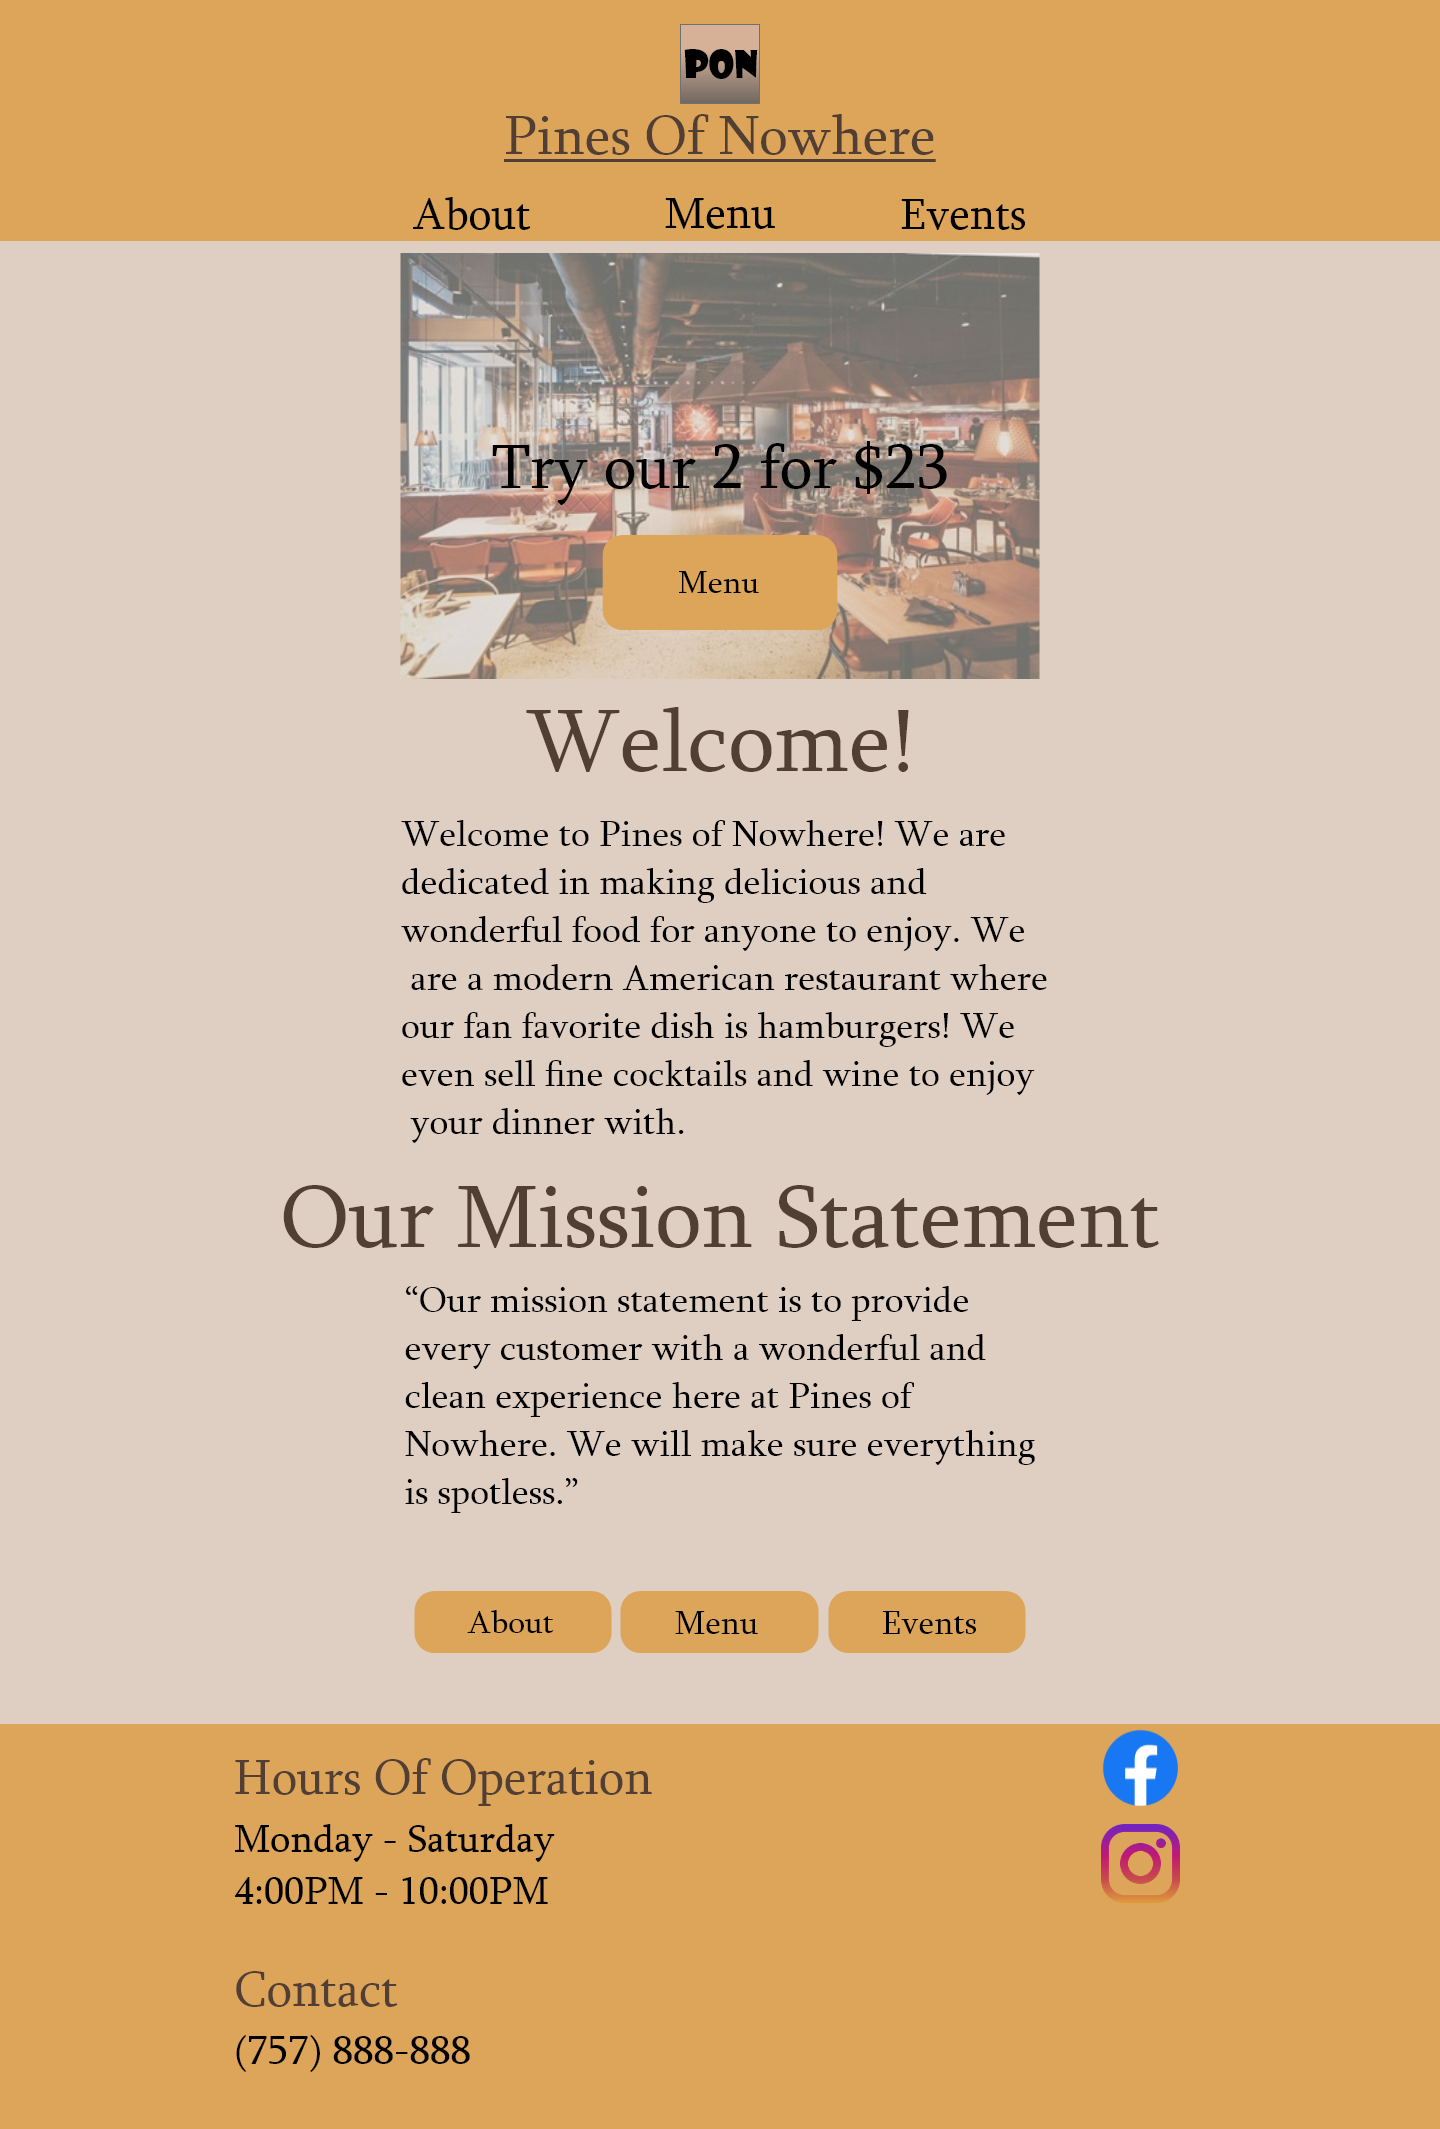 PON
Pines Of Nowhere
About Menu Events
Try our 2 for $23
Menu
Welcome!
Welcome to Pines of Nowhere! We are
dedicated in making delicious and
wonderful food for anyone to enjoy. We
are a modern American restaurant where
our fan favorite dish is hamburgers! We
even sell fine cocktails and wine to enjoy
your dinner with.
Our Mission Statement
“Our mission statement is to provide
every customer with a wonderful and
clean experience here at Pines of
Nowhere. We will make sure everything
is spotless.”
About Menu Events
Hours Of Operation
Monday - Saturday
4:00PM - 10:00PM
Contact
(757) 888-888